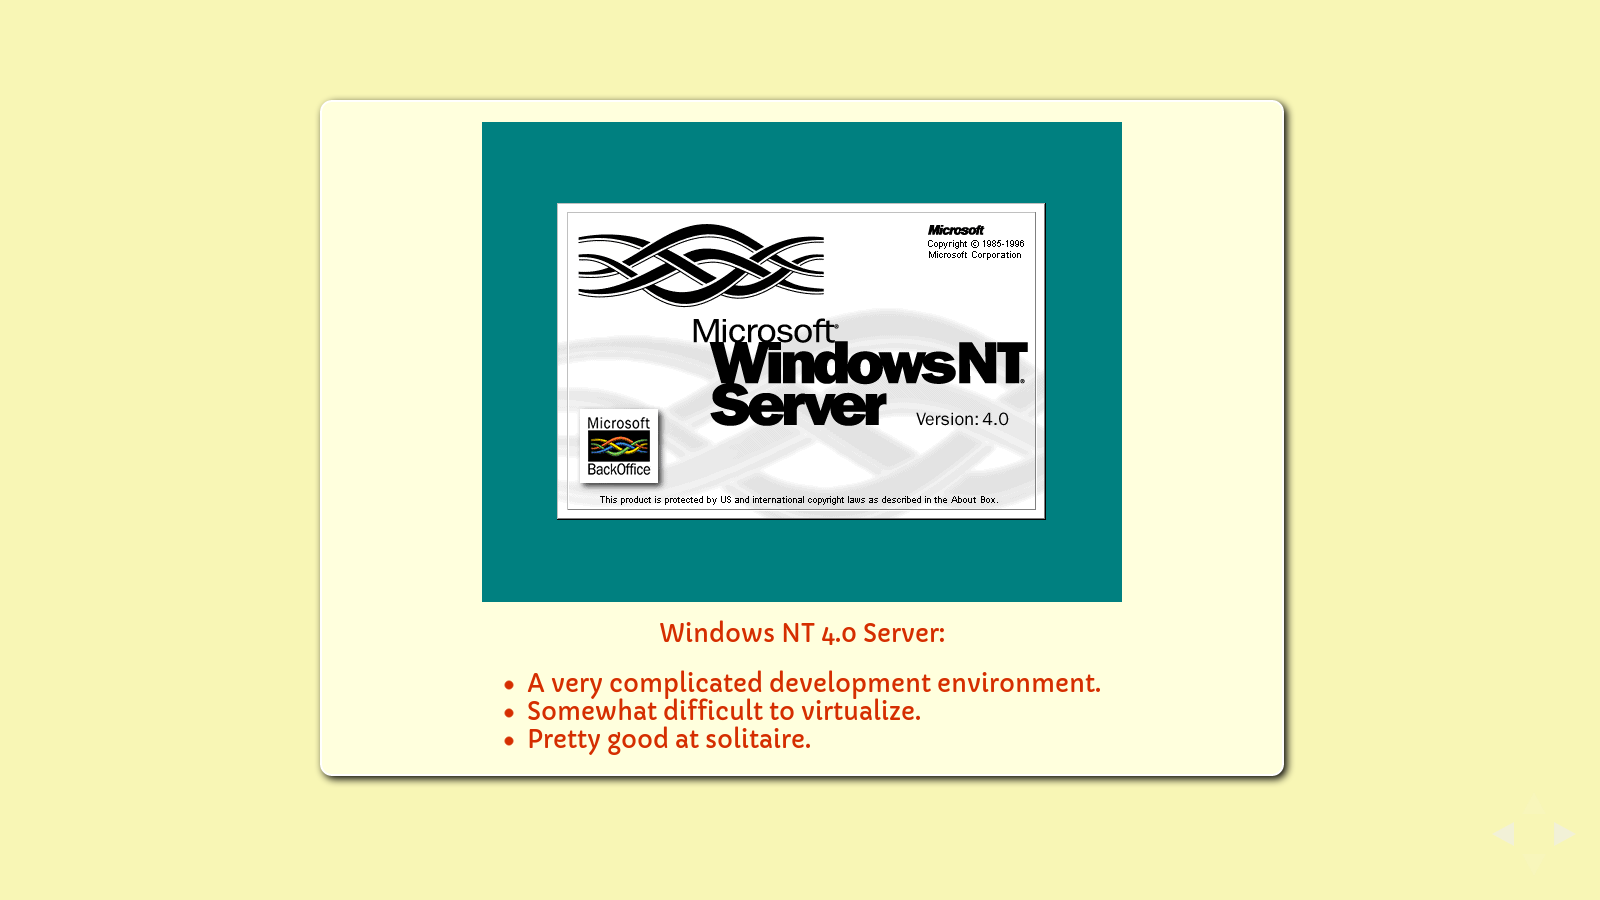 Microsoft
Copyright © 1985-1996
Microsoft Corporation
Microsoft®
Windows NT®
Server
Version: 4.0
Microsoft
BackOffice
This product is protected by US and international copyright laws as described in the About Box.
Windows NT 4.0 Server:
• A very complicated development environment.
• Somewhat difficult to virtualize.
• Pretty good at solitaire.